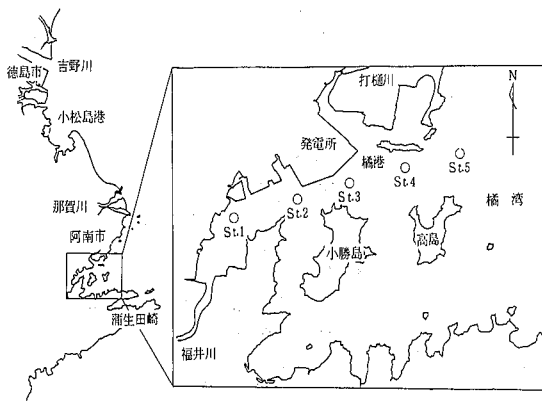 吉野川
徳島市
小松島港
那賀川
阿南市
蒲生田崎
打樋川
発電所
橘港
N
St.5
St.4
St.3
St.2
St.1
橘湾
小勝島
高島
福井川